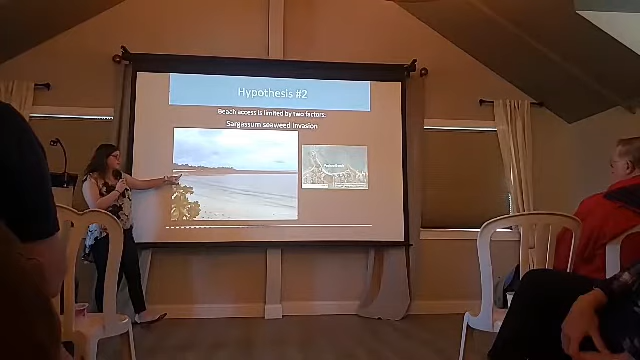 Hypothesis #2
Beach access is limited by two factors:
Sargassum seaweed invasion